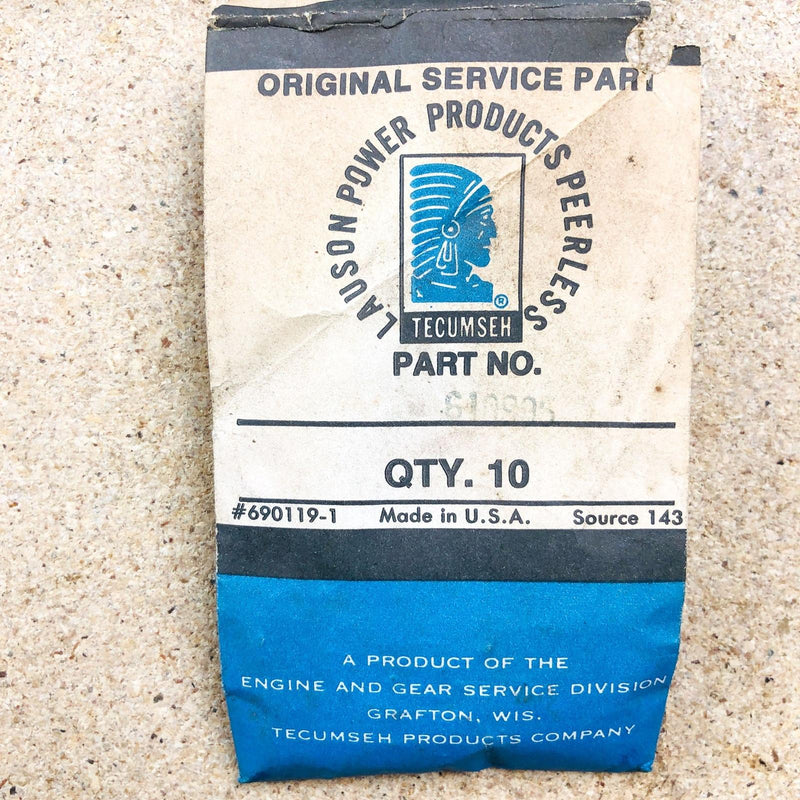 ORIGINAL SERVICE PART
LAUSON POWER PRODUCTS PEERLESS
®
TECUMSEH
PART NO.
QTY. 10
#690119-1 Made in U.S.A. Source 143
A PRODUCT OF THE
ENGINE AND GEAR SERVICE DIVISION
GRAFTON, WIS.
TECUMSEH PRODUCTS COMPANY